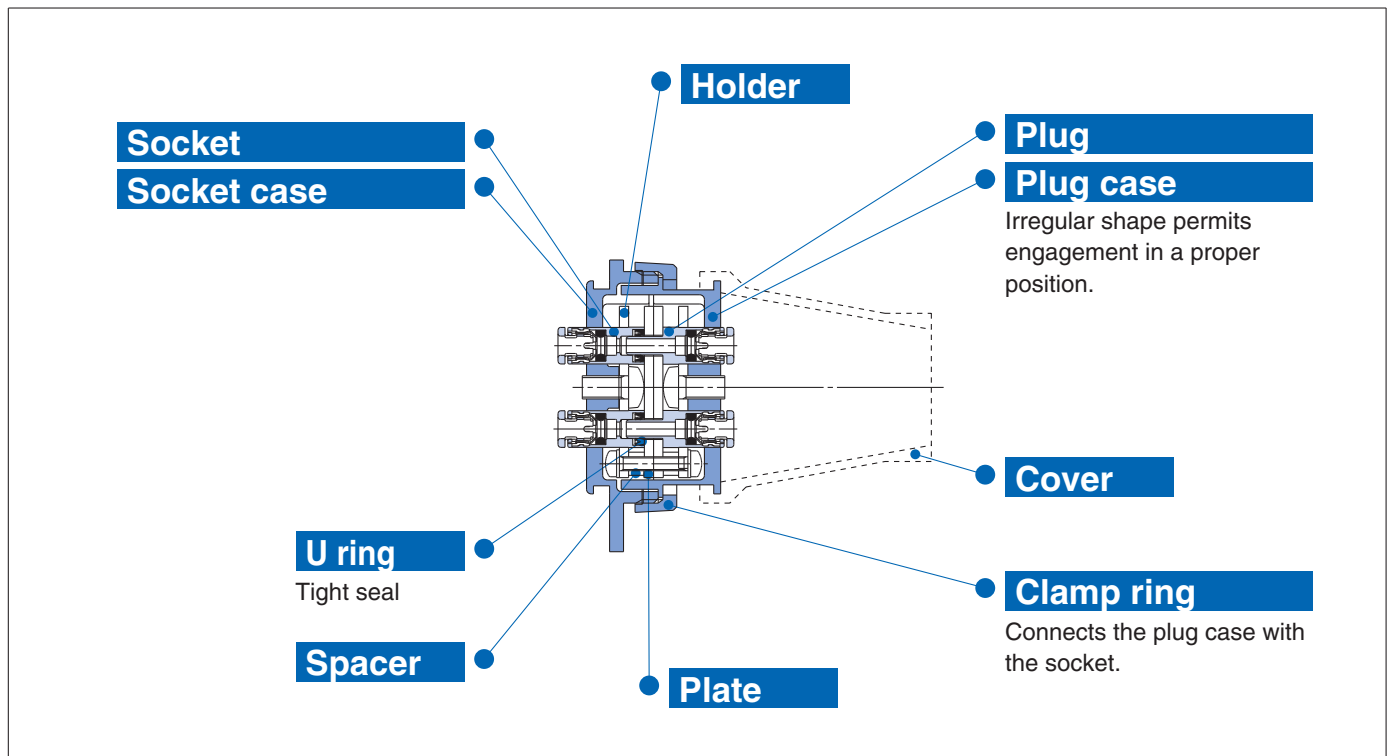 Holder
Socket
Socket case
Plug
Plug case
Irregular shape permits
engagement in a proper
position.
Cover
U ring
Tight seal
Clamp ring
Connects the plug case with
the socket.
Spacer
Plate